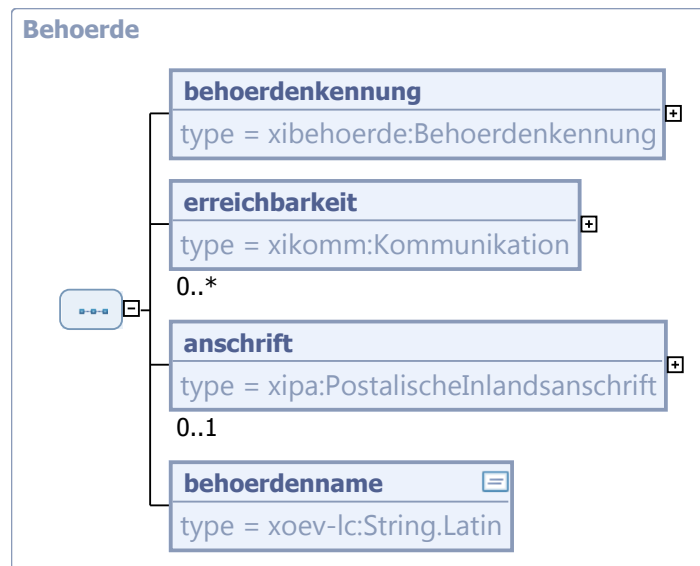 Behoerde
behoerdenkennung
type = xibehoerde:Behoerdenkennung
erreichbarkeit
type = xikomm:Kommunikation
0..*
anschrift
type = xipa:PostalischeInlandsanschrift
0..1
behoerdenname
type = xoev-lc:String.Latin